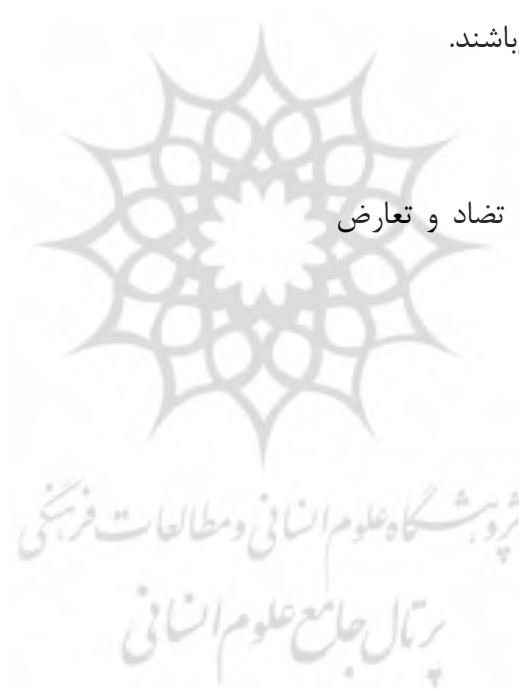 باشند.
تضاد و تعارض
پژوهشگاه علوم انسانی و مطالعات فرهنگی
پرتال جامع علوم انسانی